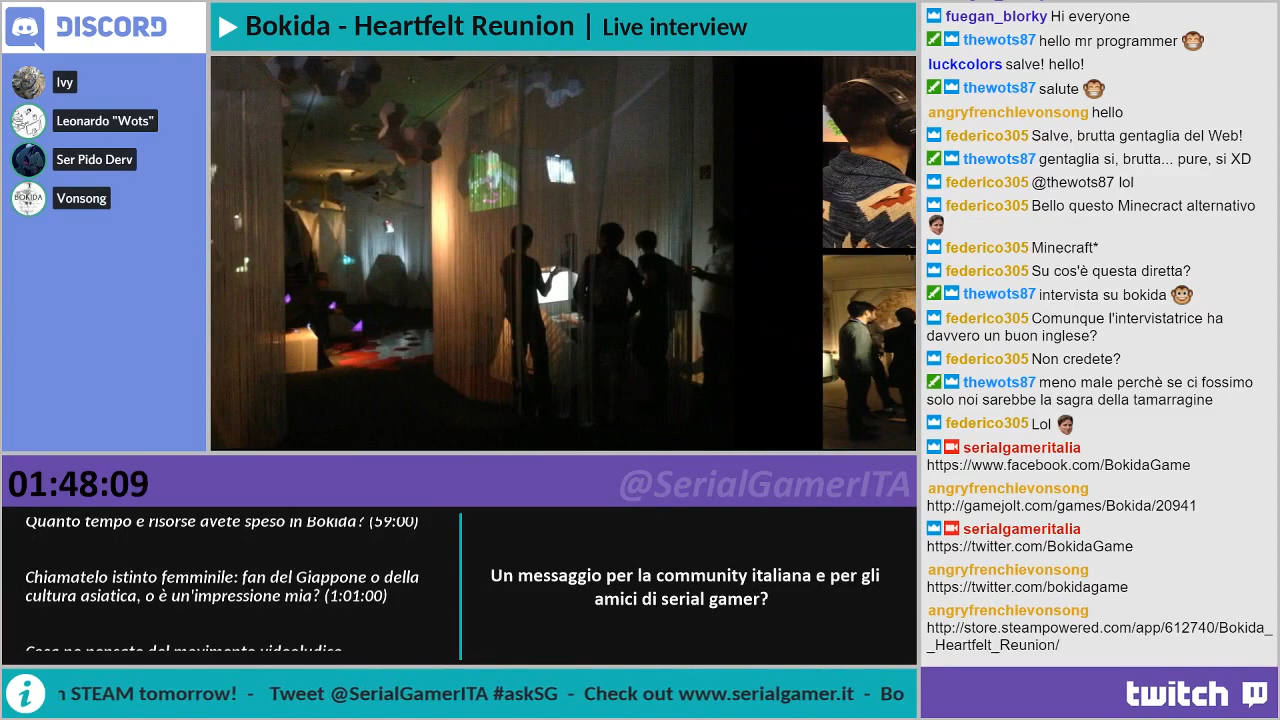 DISCORD
Bokida - Heartfelt Reunion | Live interview
Ivy
Leonardo "Wots"
Ser Pido Derv
BOKIDA
Vonsong
01:48:09
@SerialGamerITA
Quanto tempo e risorse avete speso in Bokida? (59:00)
Chiamatelo istinto femminile: fan del Giappone o della
cultura asiatica, o è un'impressione mia? (1:01:00)
Cosa ne pensate del movimento videoludico
Un messaggio per la community italiana e per gli
amici di serial gamer?
n STEAM tomorrow! - Tweet @SerialGamerITA #askSG - Check out www.serialgamer.it - Bo
fuegan_blorky Hi everyone
thewots87 hello mr programmer
luckcolors salve! hello!
thewots87 salute
angryfrenchievonsong hello
federico305 Salve, brutta gentaglia del Web!
thewots87 gentaglia si, brutta... pure, si XD
federico305 @thewots87 lol
federico305 Bello questo Minecract alternativo
federico305 Minecraft*
federico305 Su cos'è questa diretta?
thewots87 intervista su bokida
federico305 Comunque l'intervistatrice ha
davvero un buon inglese?
federico305 Non credete?
thewots87 meno male perchè se ci fossimo
solo noi sarebbe la sagra della tamarragine
federico305 Lol
serialgameritalia
https://www.facebook.com/BokidaGame
angryfrenchievonsong
http://gamejolt.com/games/Bokida/20941
serialgameritalia
https://twitter.com/BokidaGame
angryfrenchievonsong
https://twitter.com/bokidagame
angryfrenchievonsong
http://store.steampowered.com/app/612740/Bokida_
_Heartfelt_Reunion/
twitch